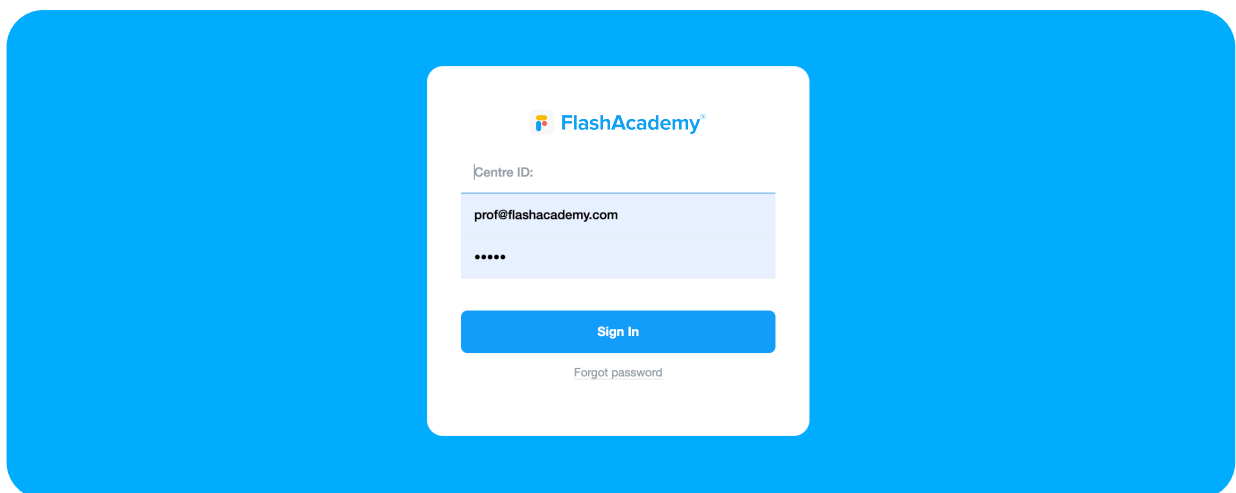 FlashAcademy®
Centre ID:
prof@flashacademy.com
•••••
Sign In
Forgot password